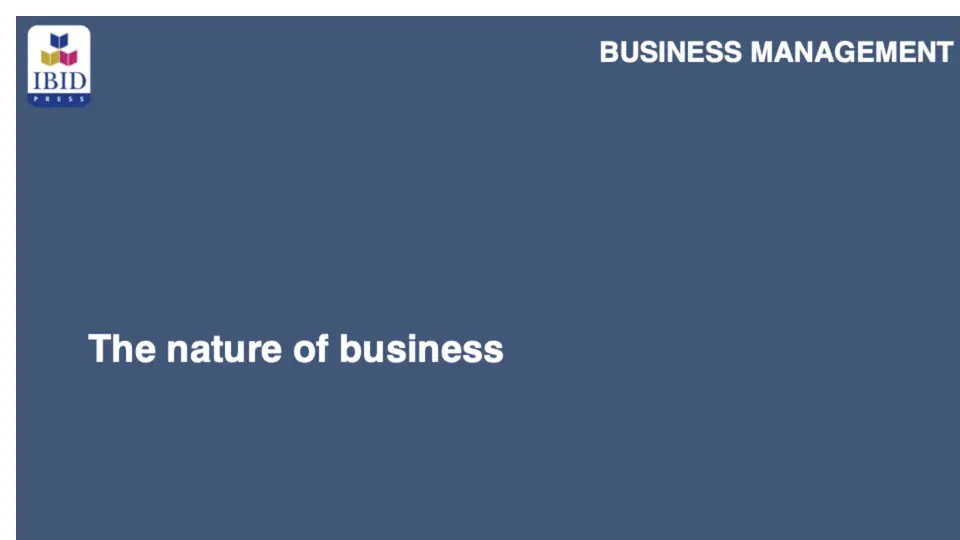 BUSINESS MANAGEMENT
IBID
PRESS
The nature of business